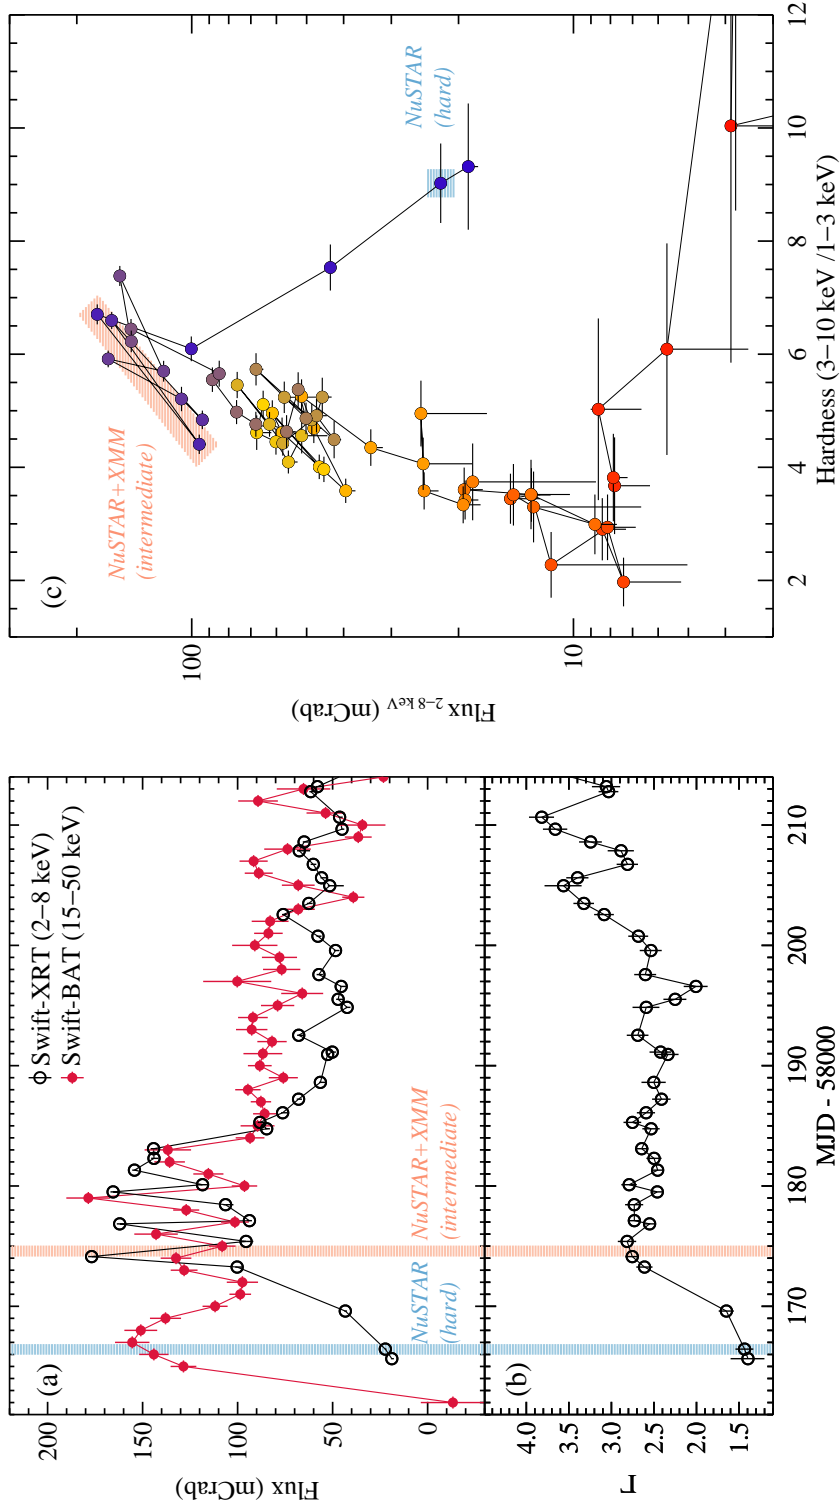 (a)
Swift-XRT (2−8 keV)
Swift-BAT (15−50 keV)
NuSTAR
(hard)
NuSTAR+XMM
(intermediate)
Flux (mCrab)
200
150
100
50
0
(b)
Γ
4.0
3.5
3.0
2.5
2.0
1.5
170
180
190
200
210
MJD - 58000
(c)
NuSTAR+XMM
(intermediate)
NuSTAR
(hard)
Flux 2−8 keV (mCrab)
100
10
2
4
6
8
10
12
Hardness (3−10 keV /1−3 keV)